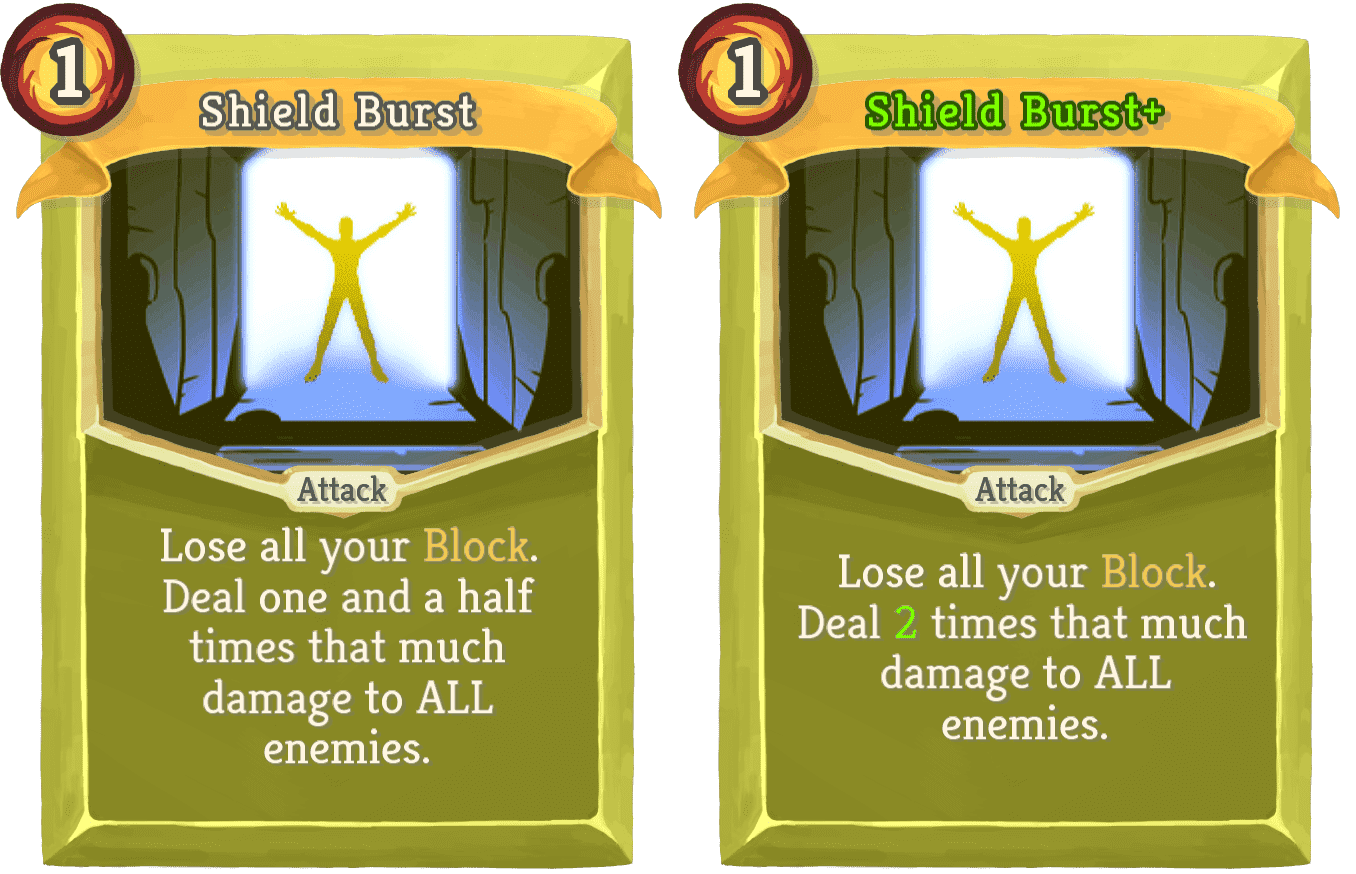 1
Shield Burst
Attack
Lose all your Block.
Deal one and a half
times that much
damage to ALL
enemies.
1
Shield Burst+
Attack
Lose all your Block.
Deal 2 times that much
damage to ALL
enemies.